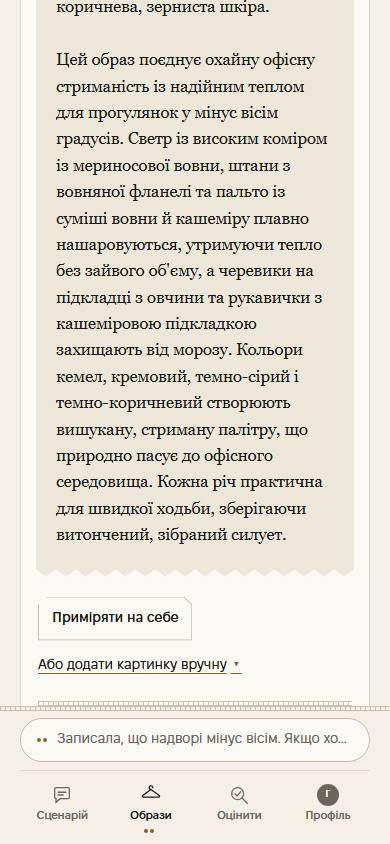 коричнева, зерниста шкіра.
Цей образ поєднує охайну офісну
стриманість із надійним теплом
для прогулянок у мінус вісім
градусів. Светр із високим коміром
із мериносової вовни, штани з
вовняної фланелі та пальто із
суміші вовни й кашеміру плавно
нашаровуються, утримуючи тепло
без зайвого об'єму, а черевики на
підкладці з овчини та рукавички з
кашеміровою підкладкою
захищають від морозу. Кольори
кемел, кремовий, темно-сірий і
темно-коричневий створюють
вишукану, стриману палітру, що
природно пасує до офісного
середовища. Кожна річ практична
для швидкої ходьби, зберігаючи
витончений, зібраний силует.
Приміряти на себе
Або додати картинку вручну
Записала, що надворі мінус вісім. Якщо хо...
Сценарій
Образи
Оцінити
Г
Профіль